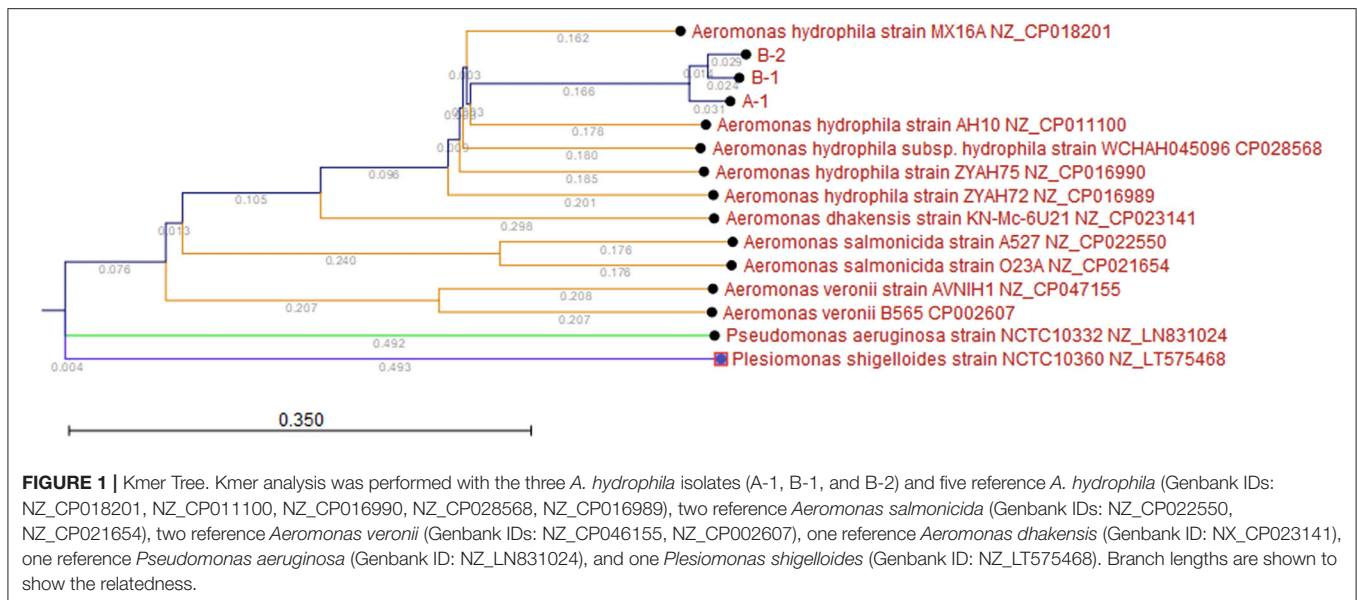 Aeromonas hydrophila strain MX16A NZ_CP018201
0.162
B-2
0.029
0.014
B-1
0.024
0.003
0.166
A-1
0.031
Aeromonas hydrophila strain AH10 NZ_CP011100
0.178
0.009
Aeromonas hydrophila subsp. hydrophila strain WCHAH045096 CP028568
0.180
Aeromonas hydrophila strain ZYAH75 NZ_CP016990
0.096
0.185
Aeromonas hydrophila strain ZYAH72 NZ_CP016989
0.105
0.201
Aeromonas dhakensis strain KN-Mc-6U21 NZ_CP023141
0.013
0.298
Aeromonas salmonicida strain A527 NZ_CP022550
0.176
0.240
Aeromonas salmonicida strain O23A NZ_CP021654
0.076
0.176
Aeromonas veronii strain AVNIH1 NZ_CP047155
0.208
0.207
Aeromonas veronii B565 CP002607
0.207
Pseudomonas aeruginosa strain NCTC10332 NZ_LN831024
0.492
Plesiomonas shigelloides strain NCTC10360 NZ_LT575468
0.004
0.493
0.350
FIGURE 1 | Kmer Tree. Kmer analysis was performed with the three A. hydrophila isolates (A-1, B-1, and B-2) and five reference A. hydrophila (Genbank IDs:
NZ_CP018201, NZ_CP011100, NZ_CP016990, NZ_CP028568, NZ_CP016989), two reference Aeromonas salmonicida (Genbank IDs: NZ_CP022550,
NZ_CP021654), two reference Aeromonas veronii (Genbank IDs: NZ_CP046155, NZ_CP002607), one reference Aeromonas dhakensis (Genbank ID: NX_CP023141),
one reference Pseudomonas aeruginosa (Genbank ID: NZ_LN831024), and one Plesiomonas shigelloides (Genbank ID: NZ_LT575468). Branch lengths are shown to
show the relatedness.